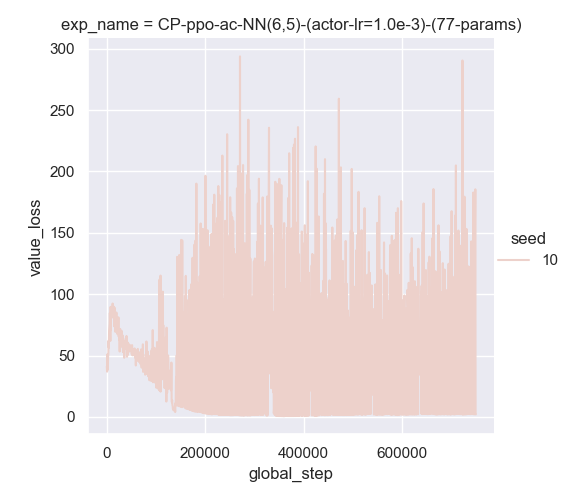 exp_name = CP-ppo-ac-NN(6,5)-(actor-lr=1.0e-3)-(77-params)
300
250
200
150
100
50
0
value_loss
0 200000 400000 600000
global_step
seed
10